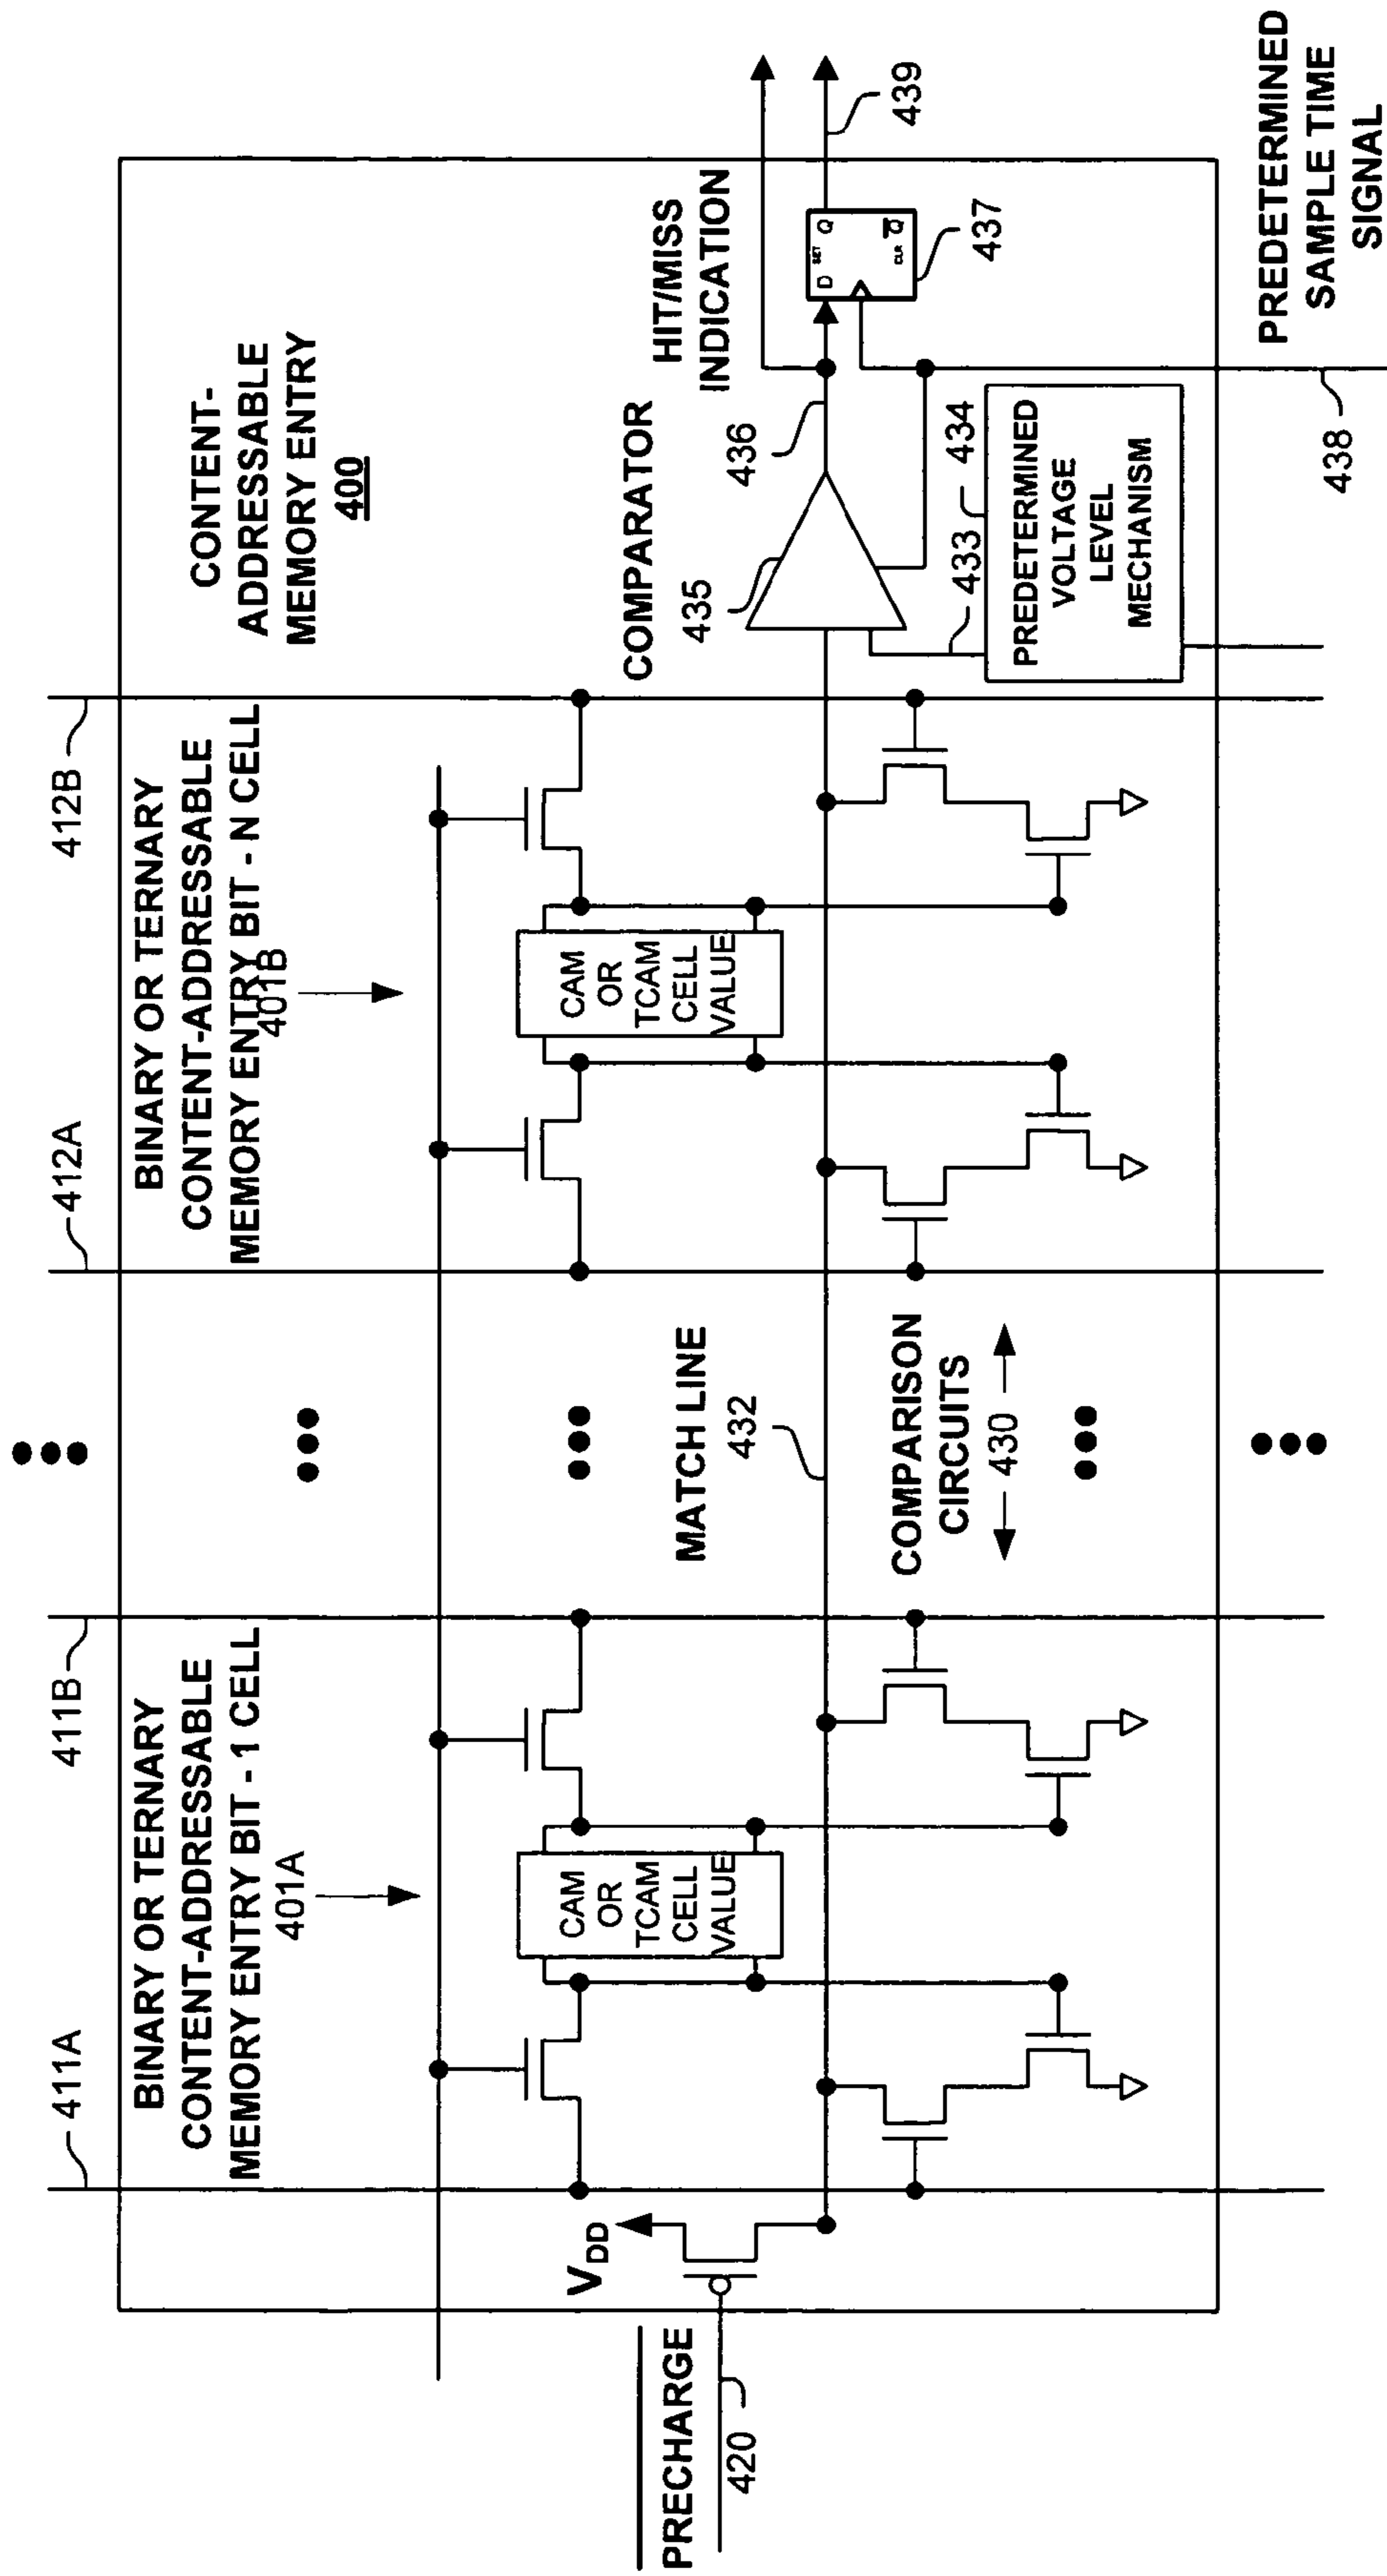 411A
411B
412A
412B
BINARY OR TERNARY
CONTENT-ADDRESSABLE
MEMORY ENTRY BIT - 1 CELL
401A
BINARY OR TERNARY
CONTENT-ADDRESSABLE
MEMORY ENTRY BIT - N CELL
401B
CONTENT-
ADDRESSABLE
MEMORY ENTRY
400
CAM
OR
TCAM
CELL
VALUE
CAM
OR
TCAM
CELL
VALUE
VDD
PRECHARGE
420
MATCH LINE
432
COMPARISON
CIRCUITS
430
COMPARATOR
435
436
HIT/MISS
INDICATION
D
SET
Q
CLR
Q̅
437
439
433
434
PREDETERMINED
VOLTAGE
LEVEL
MECHANISM
438
PREDETERMINED
SAMPLE TIME
SIGNAL